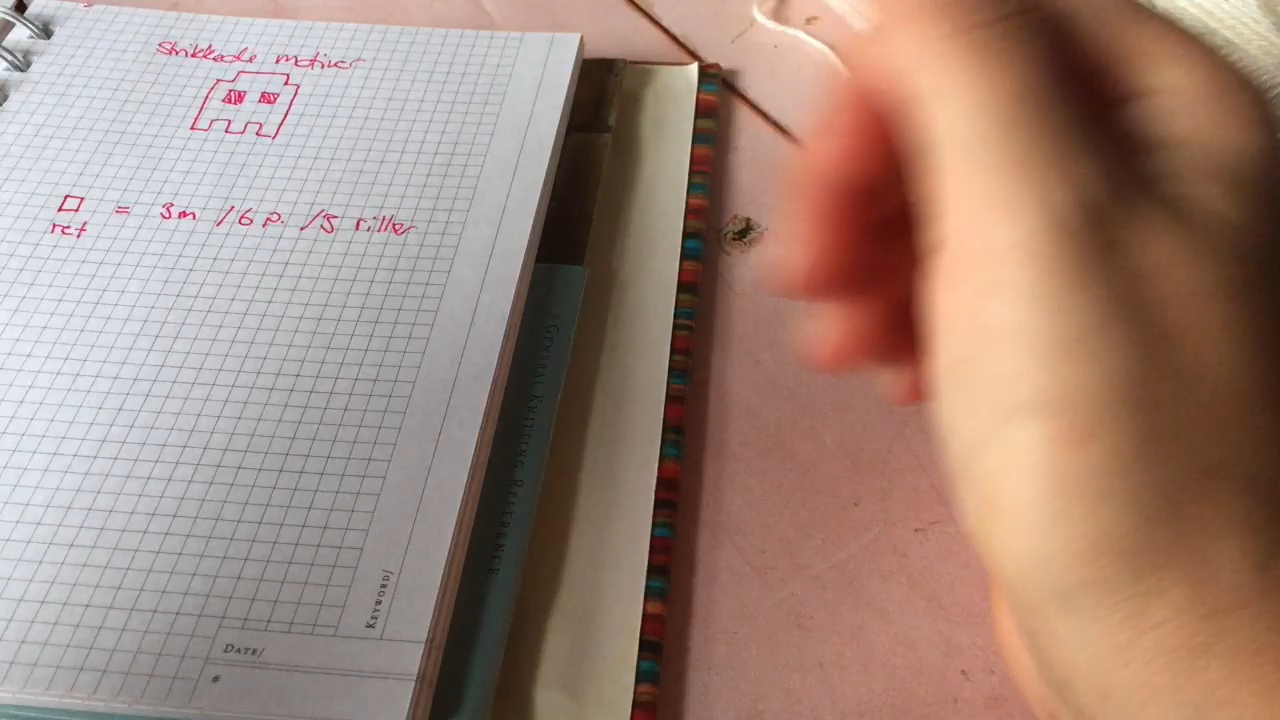 strikkede motiver
□ = 3m / 6 p. / 5 riller
ret
GENERAL KNITTING REFERENCE
KEYWORD/
DATE/
#